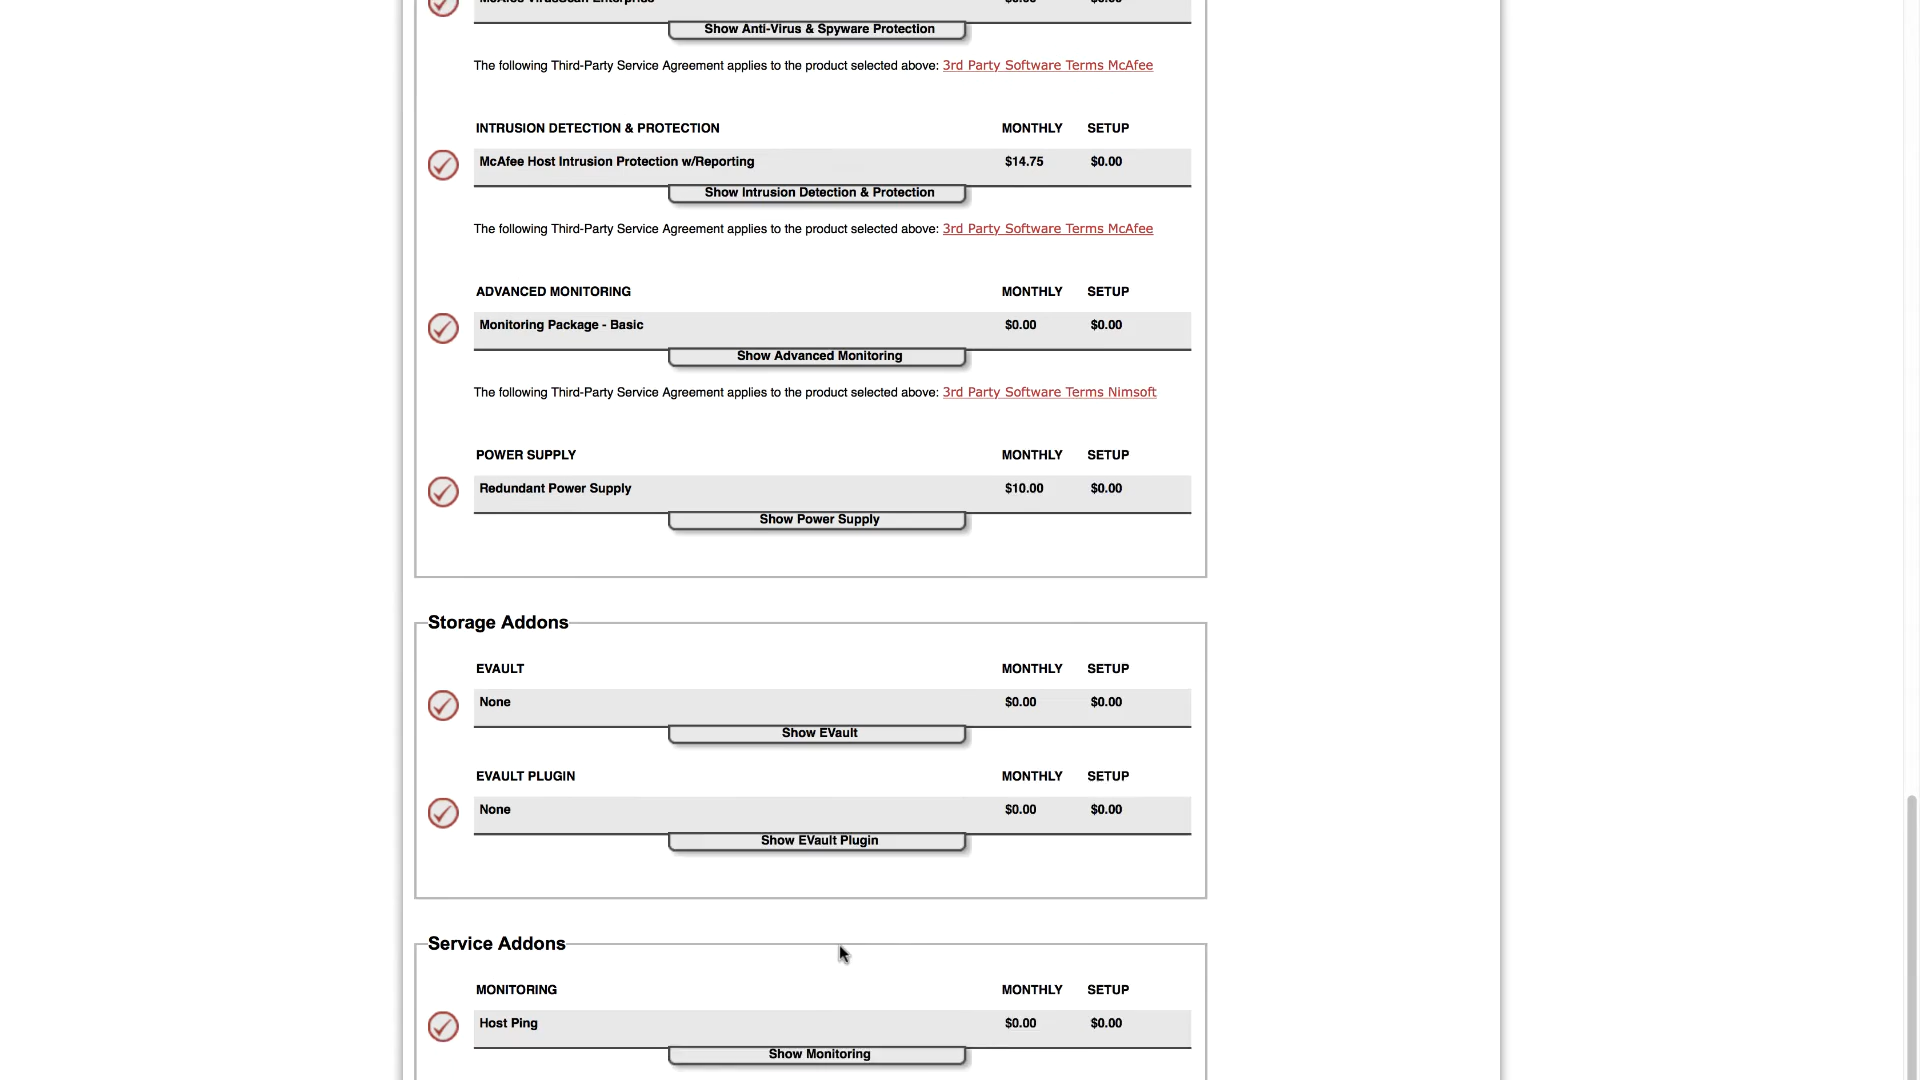 McAfee VirusScan Enterprise $0.00 $0.00
Show Anti-Virus & Spyware Protection
The following Third-Party Service Agreement applies to the product selected above: 3rd Party Software Terms McAfee
INTRUSION DETECTION & PROTECTION MONTHLY SETUP
McAfee Host Intrusion Protection w/Reporting $14.75 $0.00
Show Intrusion Detection & Protection
The following Third-Party Service Agreement applies to the product selected above: 3rd Party Software Terms McAfee
ADVANCED MONITORING MONTHLY SETUP
Monitoring Package - Basic $0.00 $0.00
Show Advanced Monitoring
The following Third-Party Service Agreement applies to the product selected above: 3rd Party Software Terms Nimsoft
POWER SUPPLY MONTHLY SETUP
Redundant Power Supply $10.00 $0.00
Show Power Supply
Storage Addons
EVAULT MONTHLY SETUP
None $0.00 $0.00
Show EVault
EVAULT PLUGIN MONTHLY SETUP
None $0.00 $0.00
Show EVault Plugin
Service Addons
MONITORING MONTHLY SETUP
Host Ping $0.00 $0.00
Show Monitoring